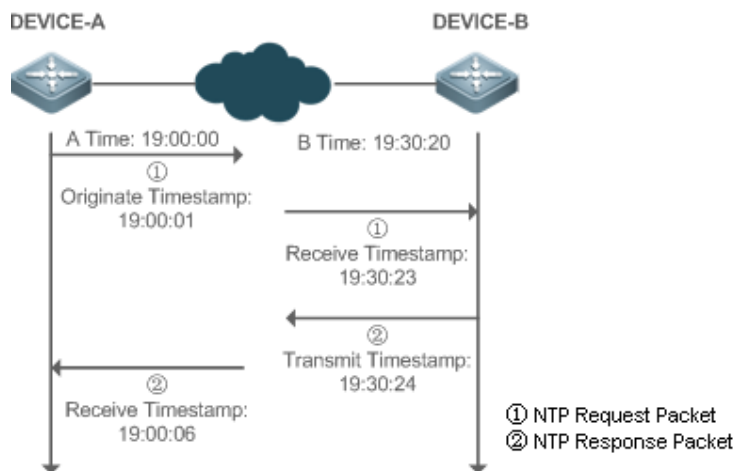 DEVICE-A
DEVICE-B
A Time: 19:00:00
B Time: 19:30:20
①
Originate Timestamp:
19:00:01
①
Receive Timestamp:
19:30:23
②
Transmit Timestamp:
19:30:24
②
Receive Timestamp:
19:00:06
① NTP Request Packet
② NTP Response Packet